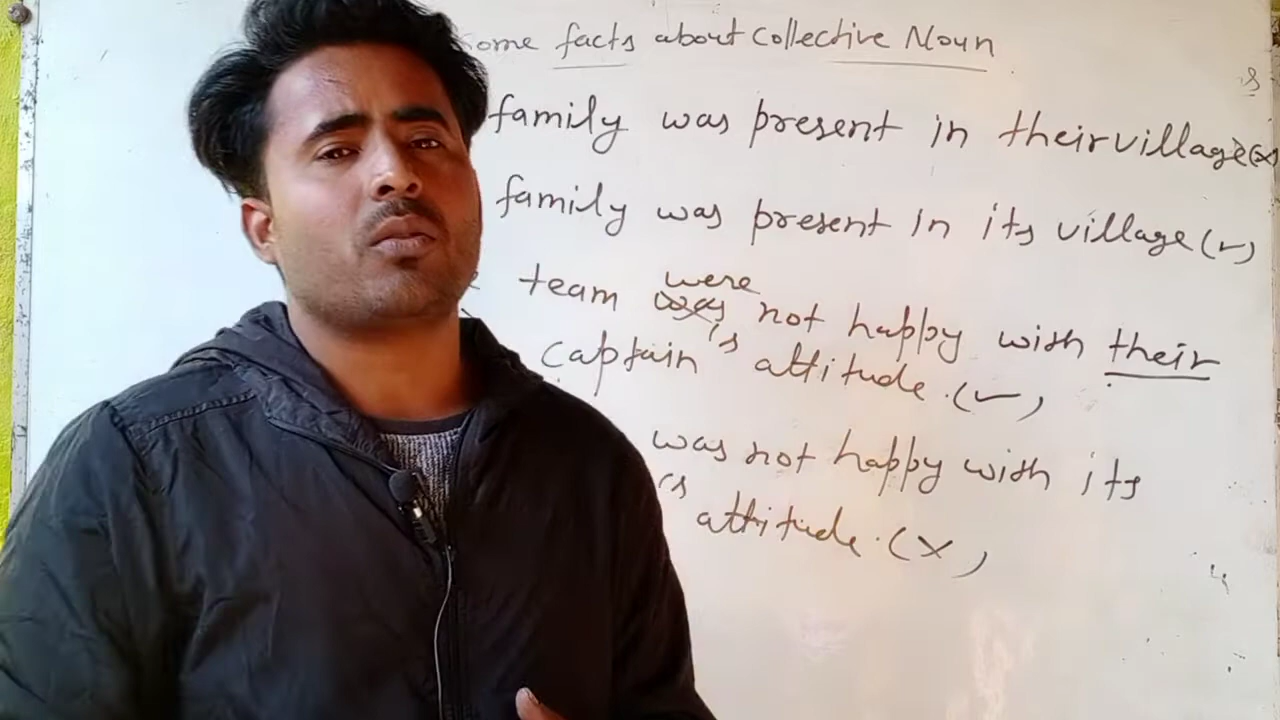 ome facts about Collective Noun
family was present in their village (x)
family was present in its village (✓)
were
team was not happy with their
captain's attitude. (✓)
was not happy with its
's attitude. (x)